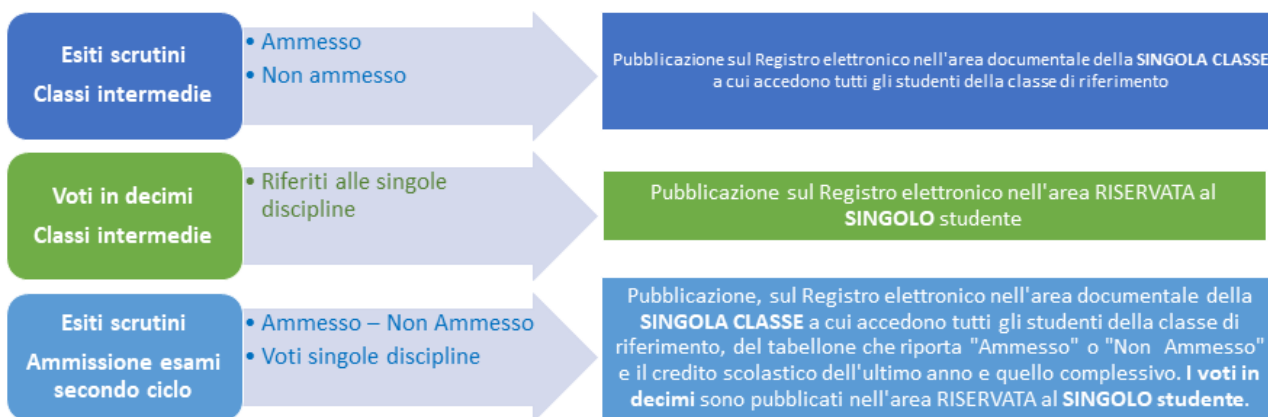 Esiti scrutini
Classi intermedie
• Ammesso
• Non ammesso
Pubblicazione sul Registro elettronico nell'area documentale della SINGOLA CLASSE
a cui accedono tutti gli studenti della classe di riferimento
Voti in decimi
Classi intermedie
• Riferiti alle singole
discipline
Pubblicazione sul Registro elettronico nell'area RISERVATA al
SINGOLO studente
Esiti scrutini
Ammissione esami
secondo ciclo
• Ammesso – Non Ammesso
• Voti singole discipline
Pubblicazione, sul Registro elettronico nell'area documentale della
SINGOLA CLASSE a cui accedono tutti gli studenti della classe di
riferimento, del tabellone che riporta "Ammesso" o "Non Ammesso"
e il credito scolastico dell'ultimo anno e quello complessivo. I voti in
decimi sono pubblicati nell'area RISERVATA al SINGOLO studente.